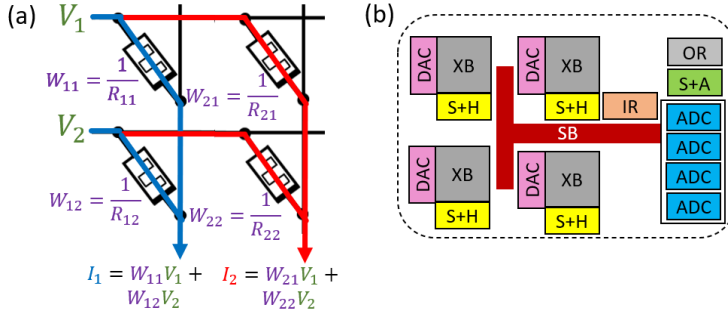 (a)
V₁
W₁₁ = 1/R₁₁
W₂₁ = 1/R₂₁
V₂
W₁₂ = 1/R₁₂
W₂₂ = 1/R₂₂
I₁ = W₁₁V₁ +
W₁₂V₂
I₂ = W₂₁V₁ +
W₂₂V₂
(b)
DAC
XB
S+H
DAC
XB
S+H
IR
OR
S+A
ADC
ADC
ADC
ADC
SB
DAC
XB
S+H
DAC
XB
S+H